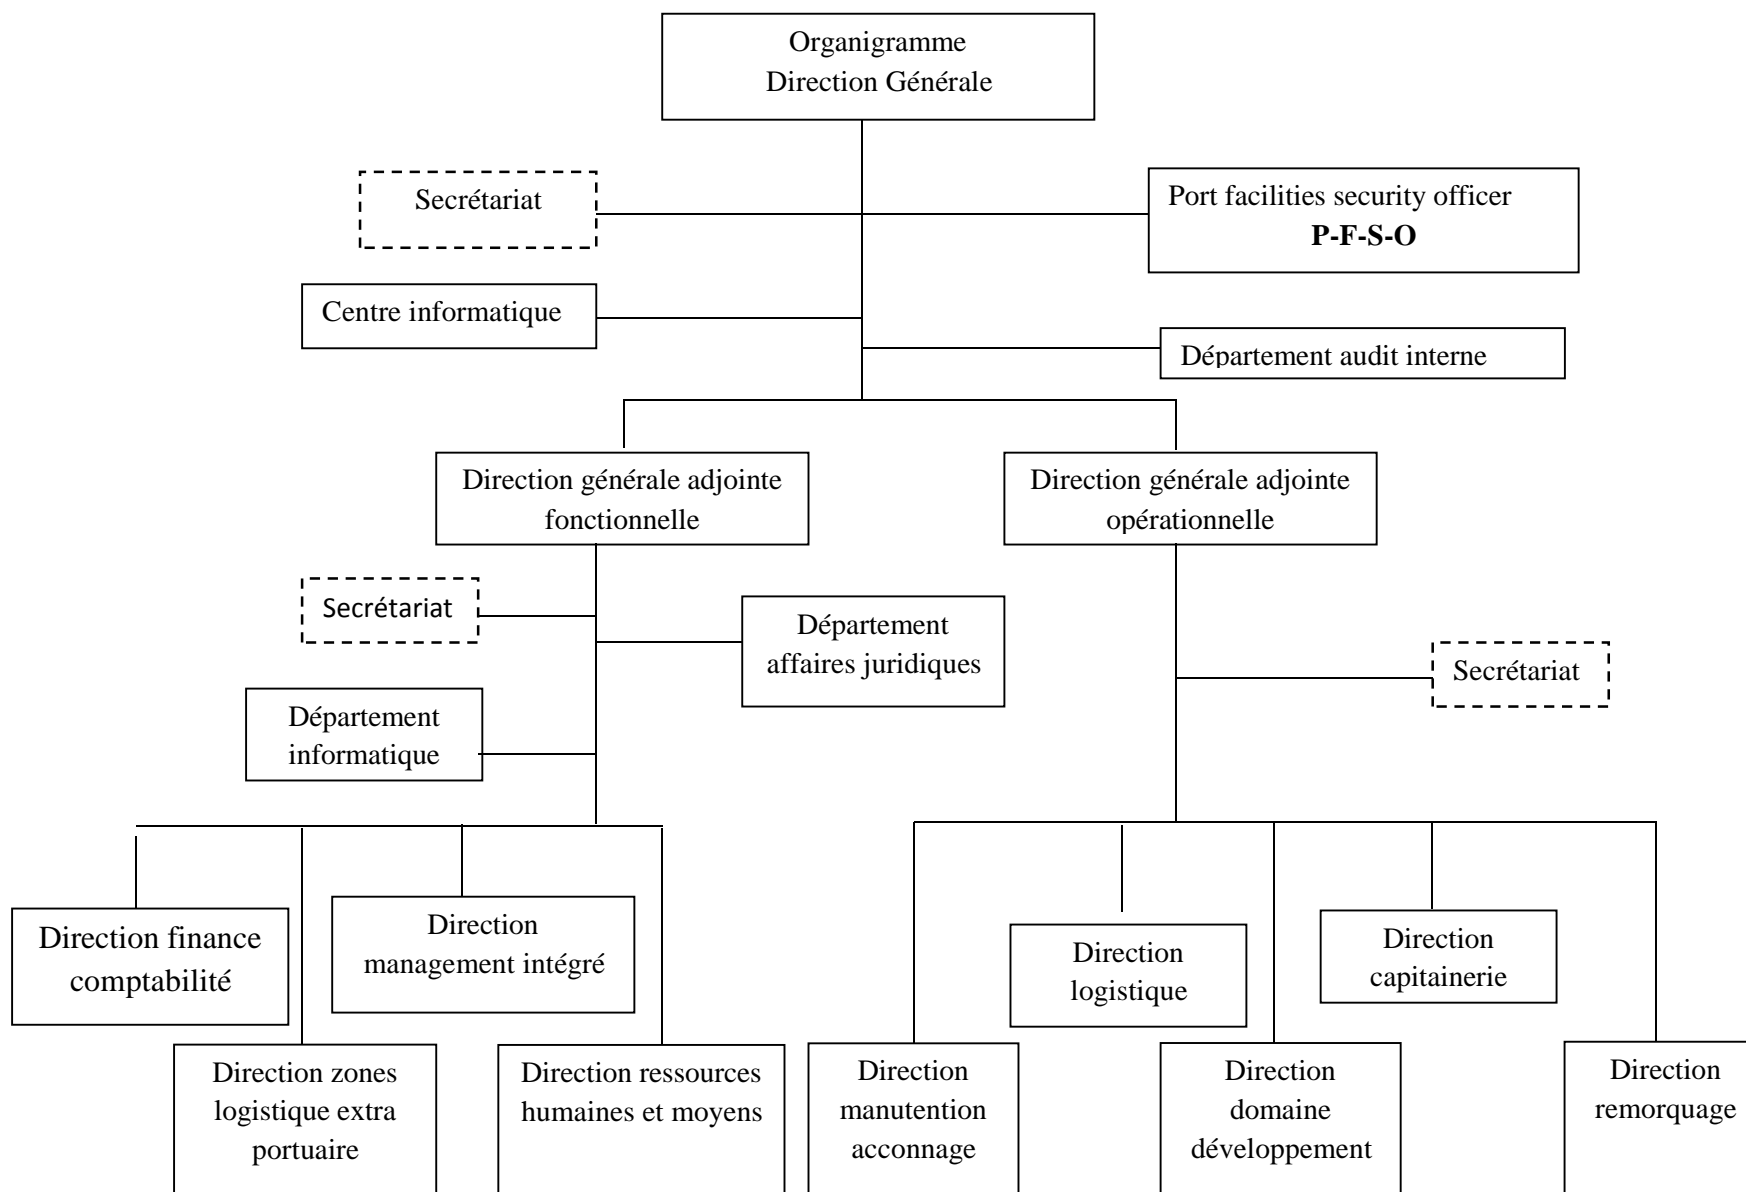 Organigramme
Direction Générale
Secrétariat
Port facilities security officer
P-F-S-O
Centre informatique
Département audit interne
Direction générale adjointe
fonctionnelle
Direction générale adjointe
opérationnelle
Secrétariat
Département
affaires juridiques
Secrétariat
Département
informatique
Direction finance
comptabilité
Direction
management intégré
Direction
logistique
Direction
capitainerie
Direction zones
logistique extra
portuaire
Direction ressources
humaines et moyens
Direction
manutention
acconnage
Direction
domaine
développement
Direction
remorquage